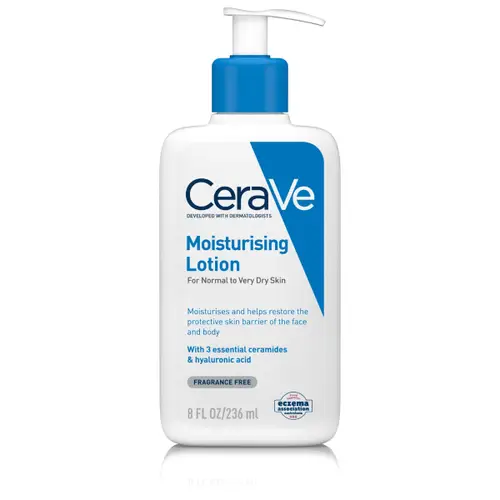 CeraVe
DEVELOPED WITH DERMATOLOGISTS
Moisturising
Lotion
For Normal to Very Dry Skin
Moisturises and helps restore the
protective skin barrier of the face
and body
With 3 essential ceramides
& hyaluronic acid
FRAGRANCE FREE
eczema
association
8 FL OZ/236 ml